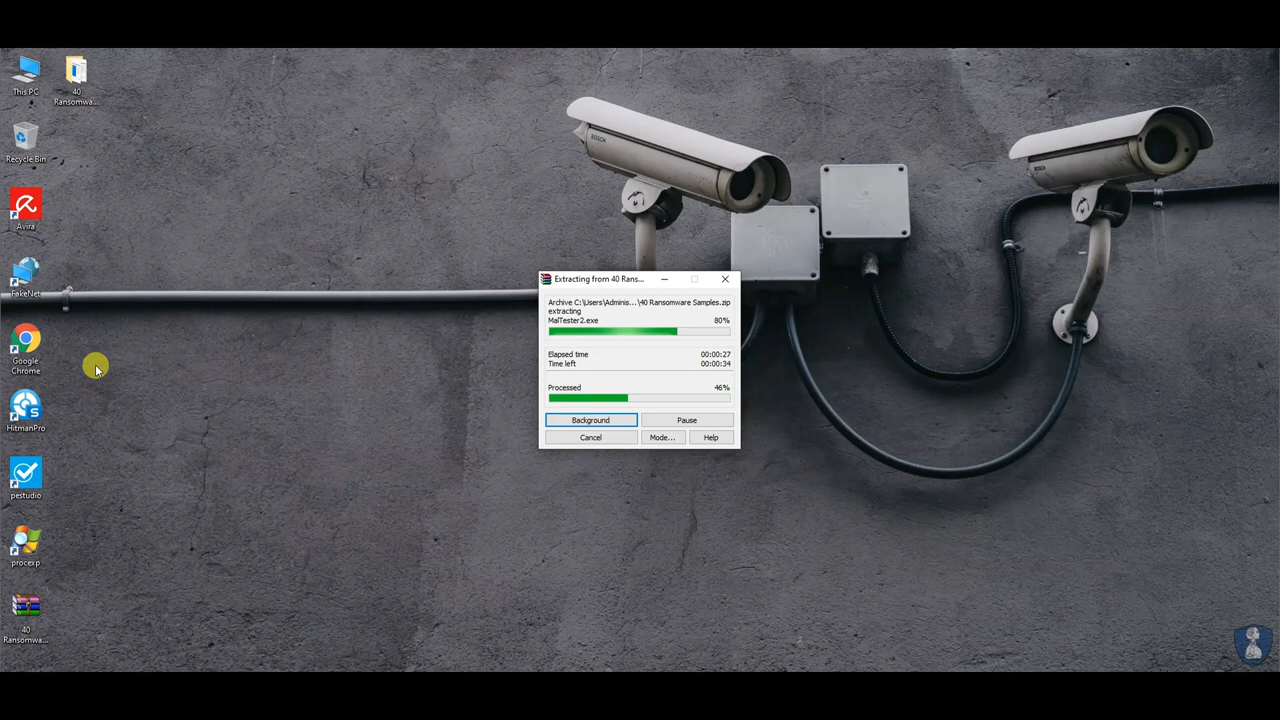 This PC
40
Ransomwa...
Recycle Bin
Avira
FakeNet
Google
Chrome
HitmanPro
pestudio
procexp
40
Ransomwa...
BOSCH
BOSCH
Extracting from 40 Rans...
Archive C:\Users\Adminis...\40 Ransomware Samples.zip
extracting
MalTester2.exe 80%
Elapsed time 00:00:27
Time left 00:00:34
Processed 46%
Background Pause
Cancel Mode... Help